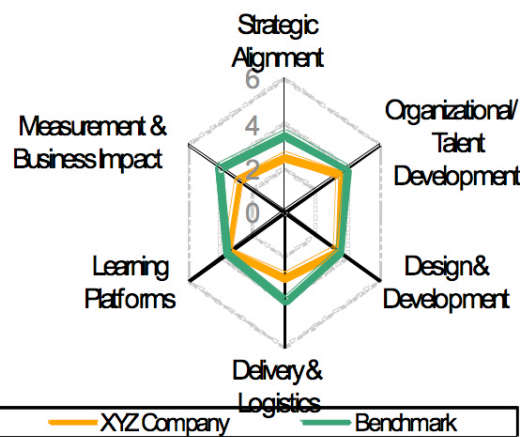 Strategic
Alignment
6
4
2
0
Organizational/
Talent
Development
Measurement &
Business Impact
Learning
Platforms
Design &
Development
Delivery &
Logistics
XYZ Company
Benchmark